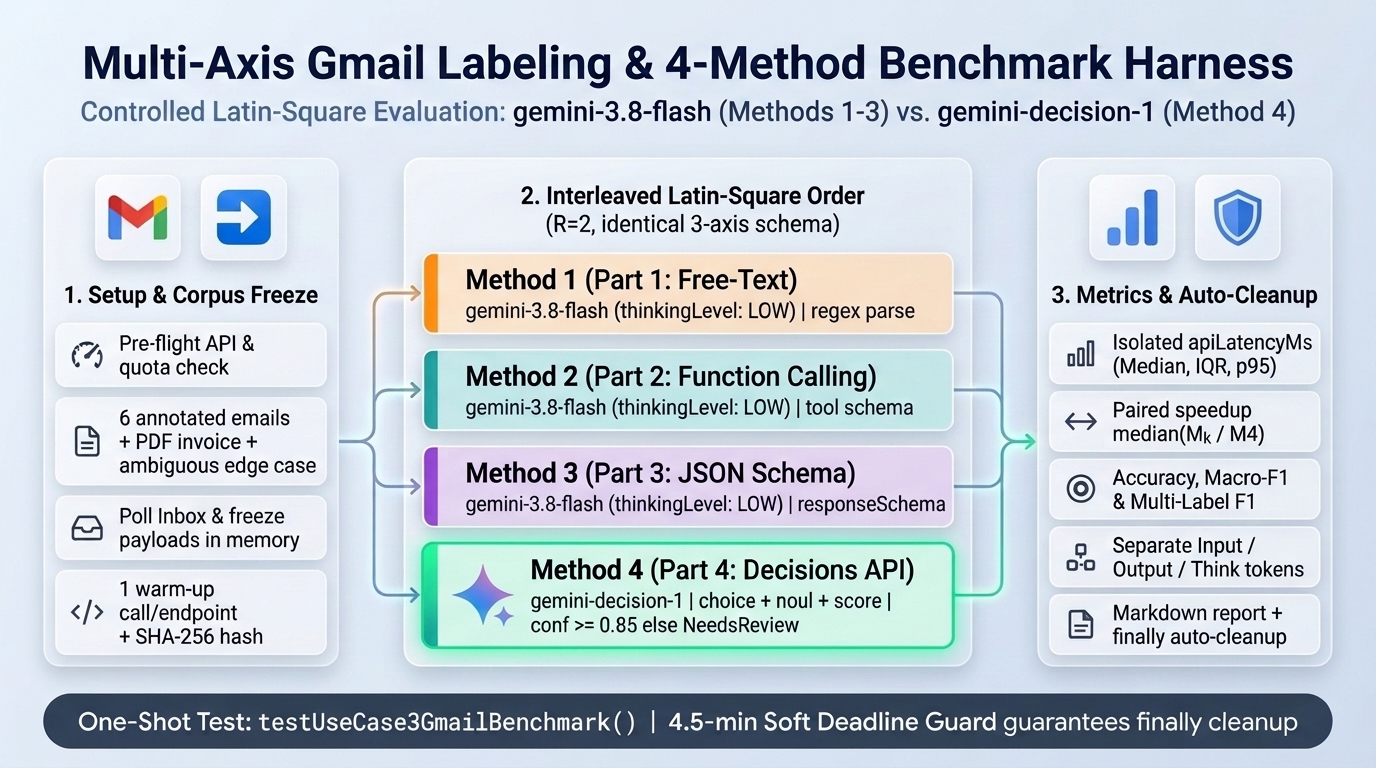 Multi-Axis Gmail Labeling & 4-Method Benchmark Harness
Controlled Latin-Square Evaluation: gemini-3.8-flash (Methods 1-3) vs. gemini-decision-1 (Method 4)
1. Setup & Corpus Freeze
Pre-flight API &
quota check
6 annotated emails
+ PDF invoice +
ambiguous edge case
Poll Inbox & freeze
payloads in memory
1 warm-up
call/endpoint
+ SHA-256 hash
2. Interleaved Latin-Square Order
(R=2, identical 3-axis schema)
Method 1 (Part 1: Free-Text)
gemini-3.8-flash (thinkingLevel: LOW) | regex parse
Method 2 (Part 2: Function Calling)
gemini-3.8-flash (thinkingLevel: LOW) | tool schema
Method 3 (Part 3: JSON Schema)
gemini-3.8-flash (thinkingLevel: LOW) | responseSchema
Method 4 (Part 4: Decisions API)
gemini-decision-1 | choice + noul + score |
conf >= 0.85 else NeedsReview
3. Metrics & Auto-Cleanup
Isolated apiLatencyMs
(Median, IQR, p95)
Paired speedup
median(Mₖ / M4)
Accuracy, Macro-F1
& Multi-Label F1
Separate Input /
Output / Think tokens
Markdown report +
finally auto-cleanup
One-Shot Test: testUseCase3GmailBenchmark() | 4.5-min Soft Deadline Guard guarantees finally cleanup